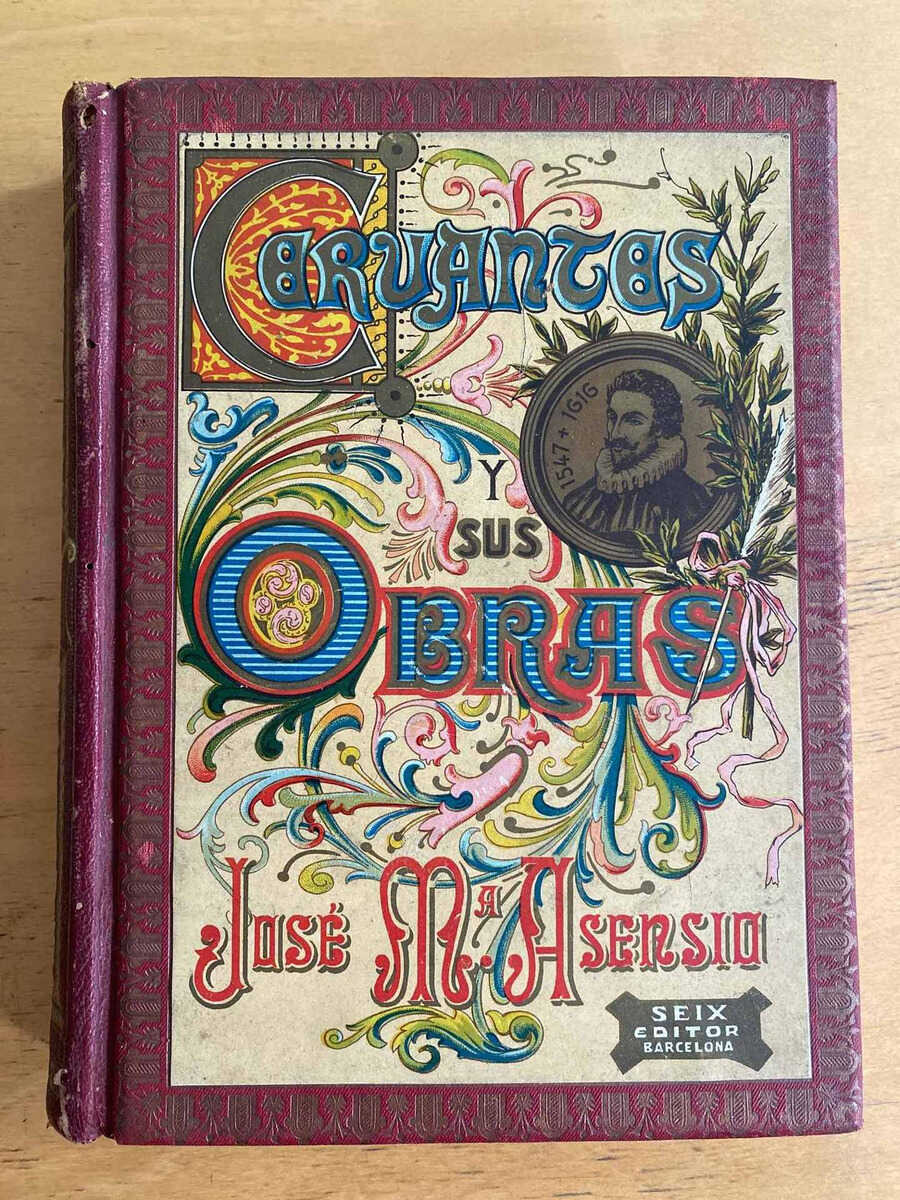 CERVANTES
1547 + 1616
Y
SUS
OBRAS
JOSÉ Mᴬ. ASENSIO
SEIX
EDITOR
BARCELONA